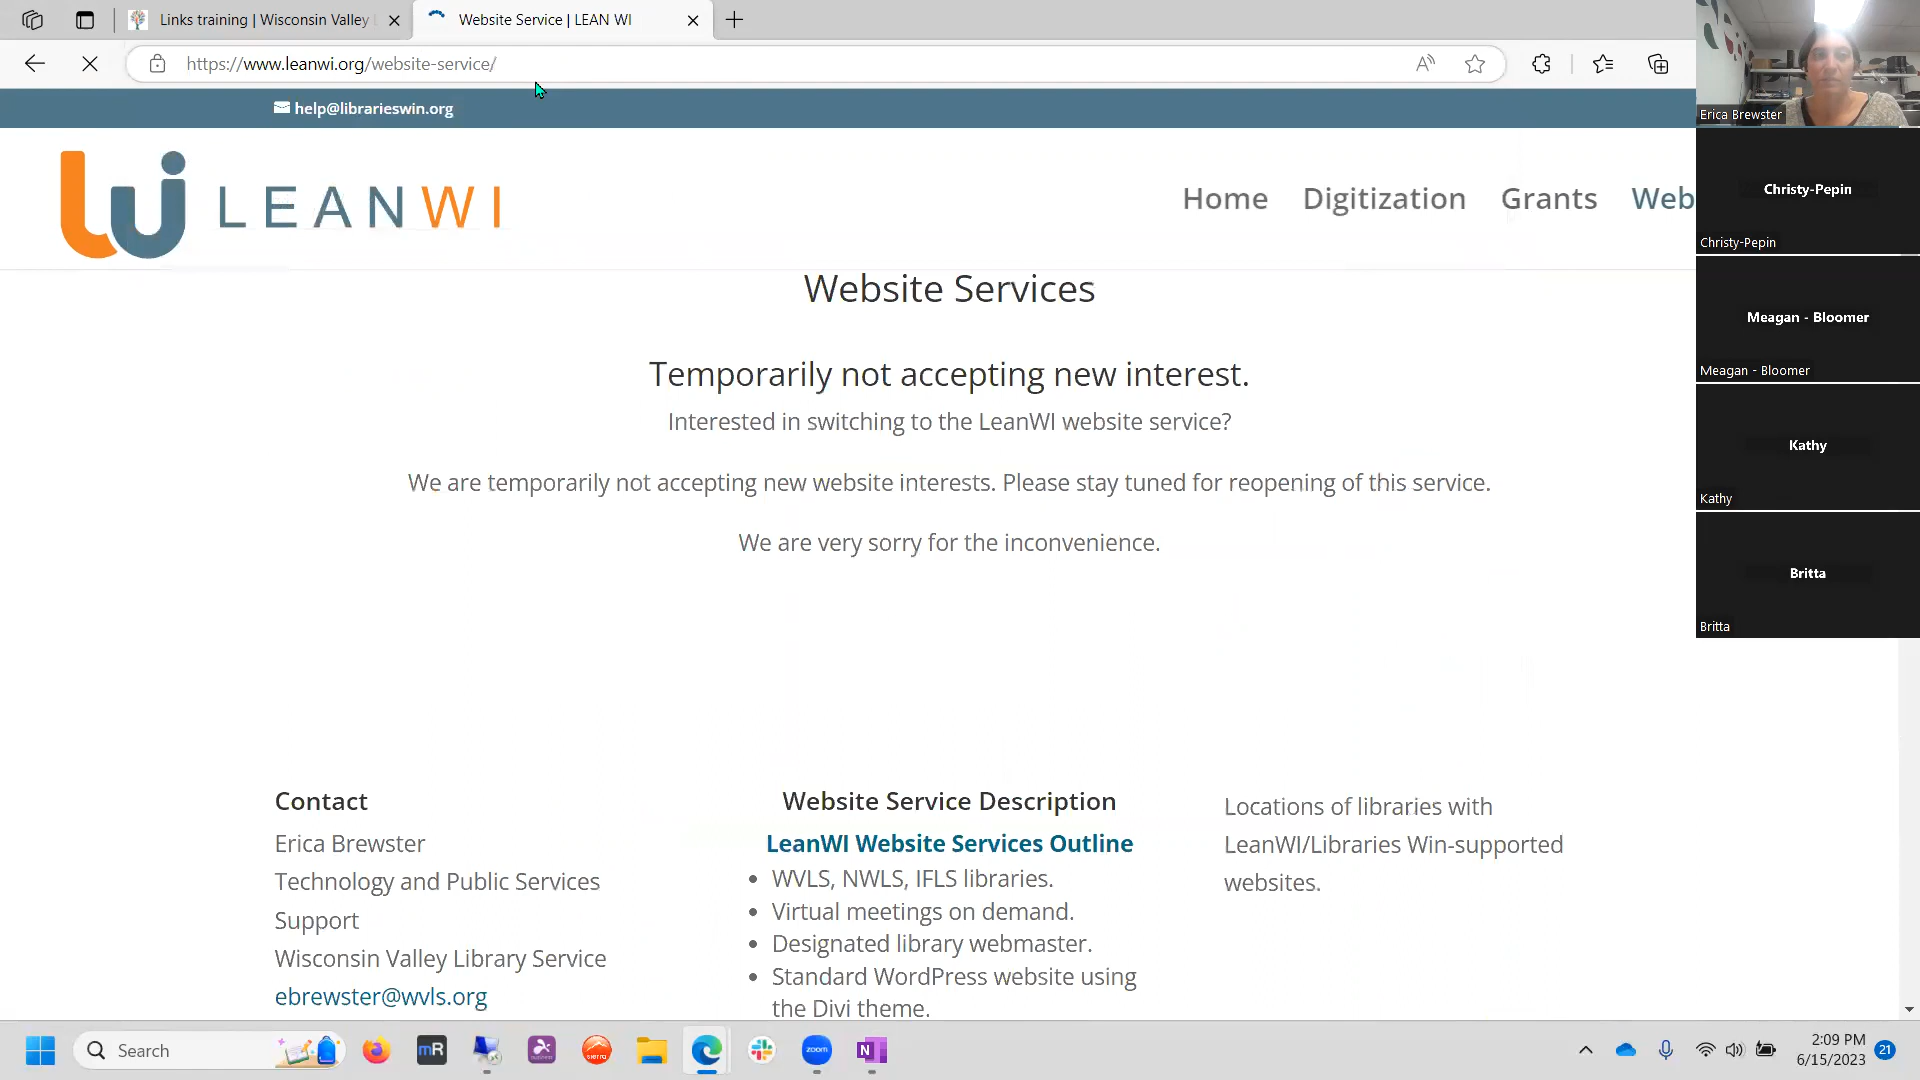 Links training | Wisconsin Valley
Website Service | LEAN WI
https://www.leanwi.org/website-service/
help@librarieswin.org
LEANWI
Home
Digitization
Grants
Web
Website Services
Temporarily not accepting new interest.
Interested in switching to the LeanWI website service?
We are temporarily not accepting new website interests. Please stay tuned for reopening of this service.
We are very sorry for the inconvenience.
Contact
Erica Brewster
Technology and Public Services
Support
Wisconsin Valley Library Service
ebrewster@wvls.org
Website Service Description
LeanWI Website Services Outline
• WVLS, NWLS, IFLS libraries.
• Virtual meetings on demand.
• Designated library webmaster.
• Standard WordPress website using
the Divi theme.
Locations of libraries with
LeanWI/Libraries Win-supported
websites.
Erica Brewster
Christy-Pepin
Christy-Pepin
Meagan - Bloomer
Meagan - Bloomer
Kathy
Kathy
Britta
Britta
Search
mR
sierra
zoom
N
2:09 PM
6/15/2023
21